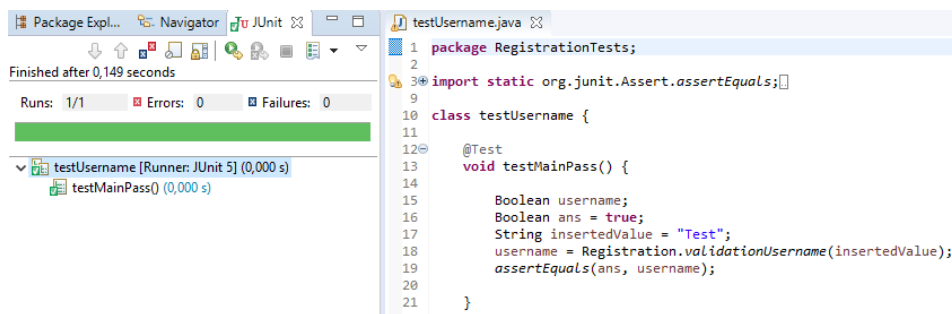 Package Expl...
Navigator
JUnit
Finished after 0,149 seconds
Runs: 1/1
Errors: 0
Failures: 0
testUsername [Runner: JUnit 5] (0,000 s)
testMainPass() (0,000 s)
testUsername.java
1 package RegistrationTests;
2
3 import static org.junit.Assert.assertEquals;
9
10 class testUsername {
11
12 @Test
13 void testMainPass() {
14
15 Boolean username;
16 Boolean ans = true;
17 String insertedValue = "Test";
18 username = Registration.validationUsername(insertedValue);
19 assertEquals(ans, username);
20
21 }